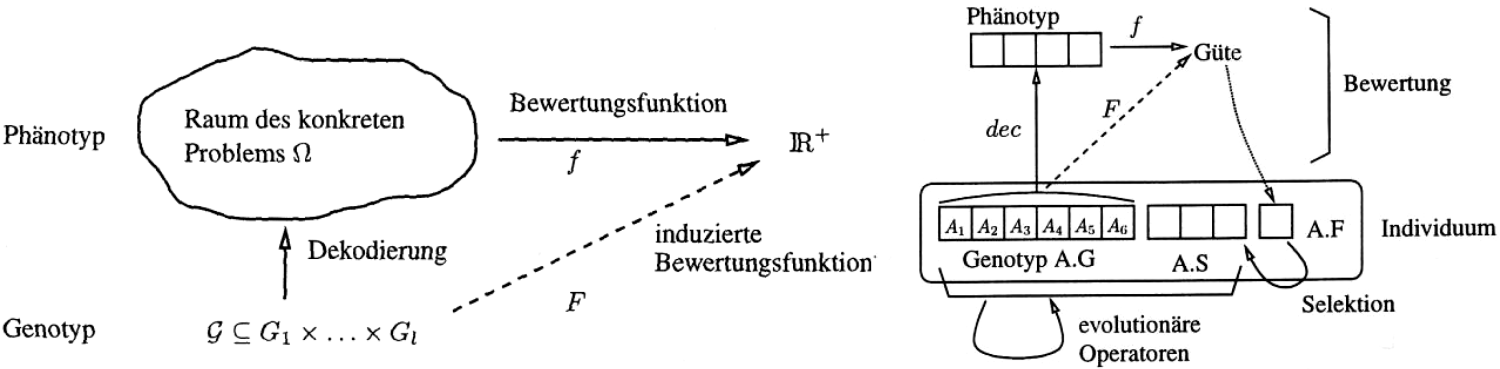 Phänotyp
Raum des konkreten
Problems Ω
Bewertungsfunktion
f
ℝ⁺
Dekodierung
induzierte
Bewertungsfunktion
F
Genotyp
𝒢 ⊆ G₁ × … × Gₗ
Phänotyp
f
Güte
Bewertung
F
dec
A₁ A₂ A₃ A₄ A₅ A₆
A.F
Individuum
Genotyp A.G
A.S
Selektion
evolutionäre
Operatoren